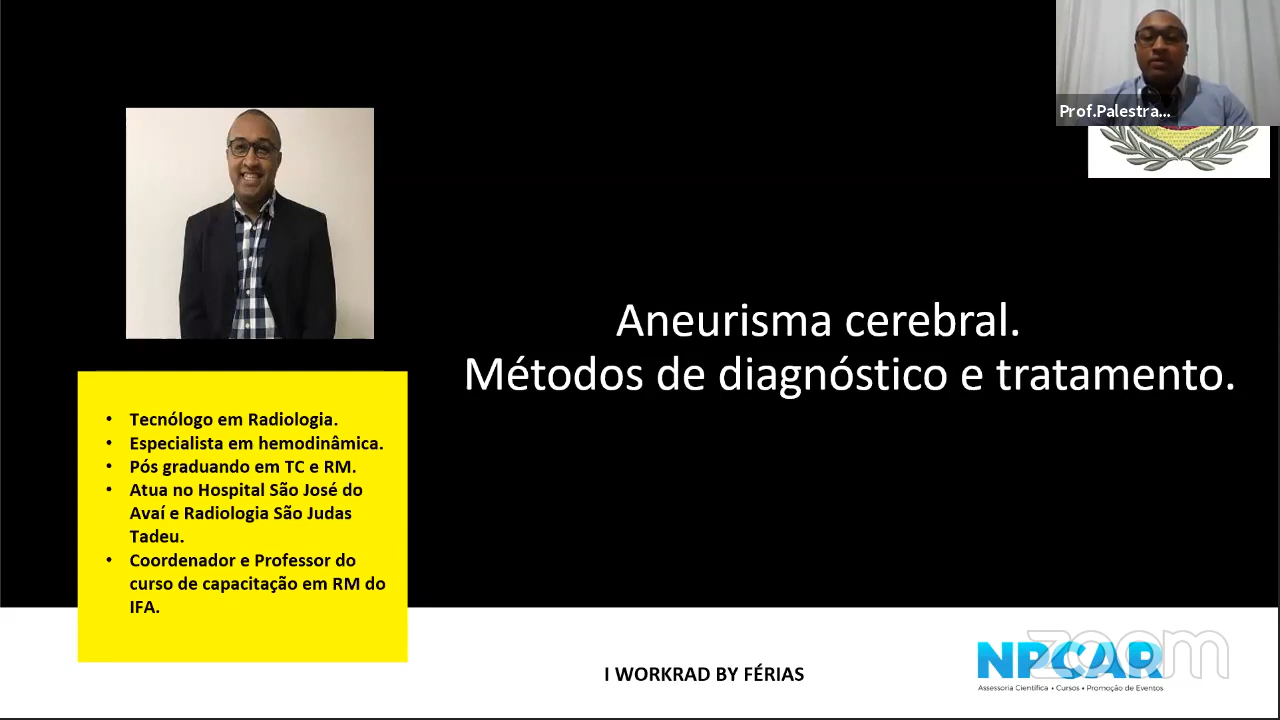 Prof.Palestra...
Aneurisma cerebral.
Métodos de diagnóstico e tratamento.
• Tecnólogo em Radiologia.
• Especialista em hemodinâmica.
• Pós graduando em TC e RM.
• Atua no Hospital São José do
Avaí e Radiologia São Judas
Tadeu.
• Coordenador e Professor do
curso de capacitação em RM do
IFA.
I WORKRAD BY FÉRIAS
NPCAR
zoom
Assessoria Científica • Cursos • Promoção de Eventos